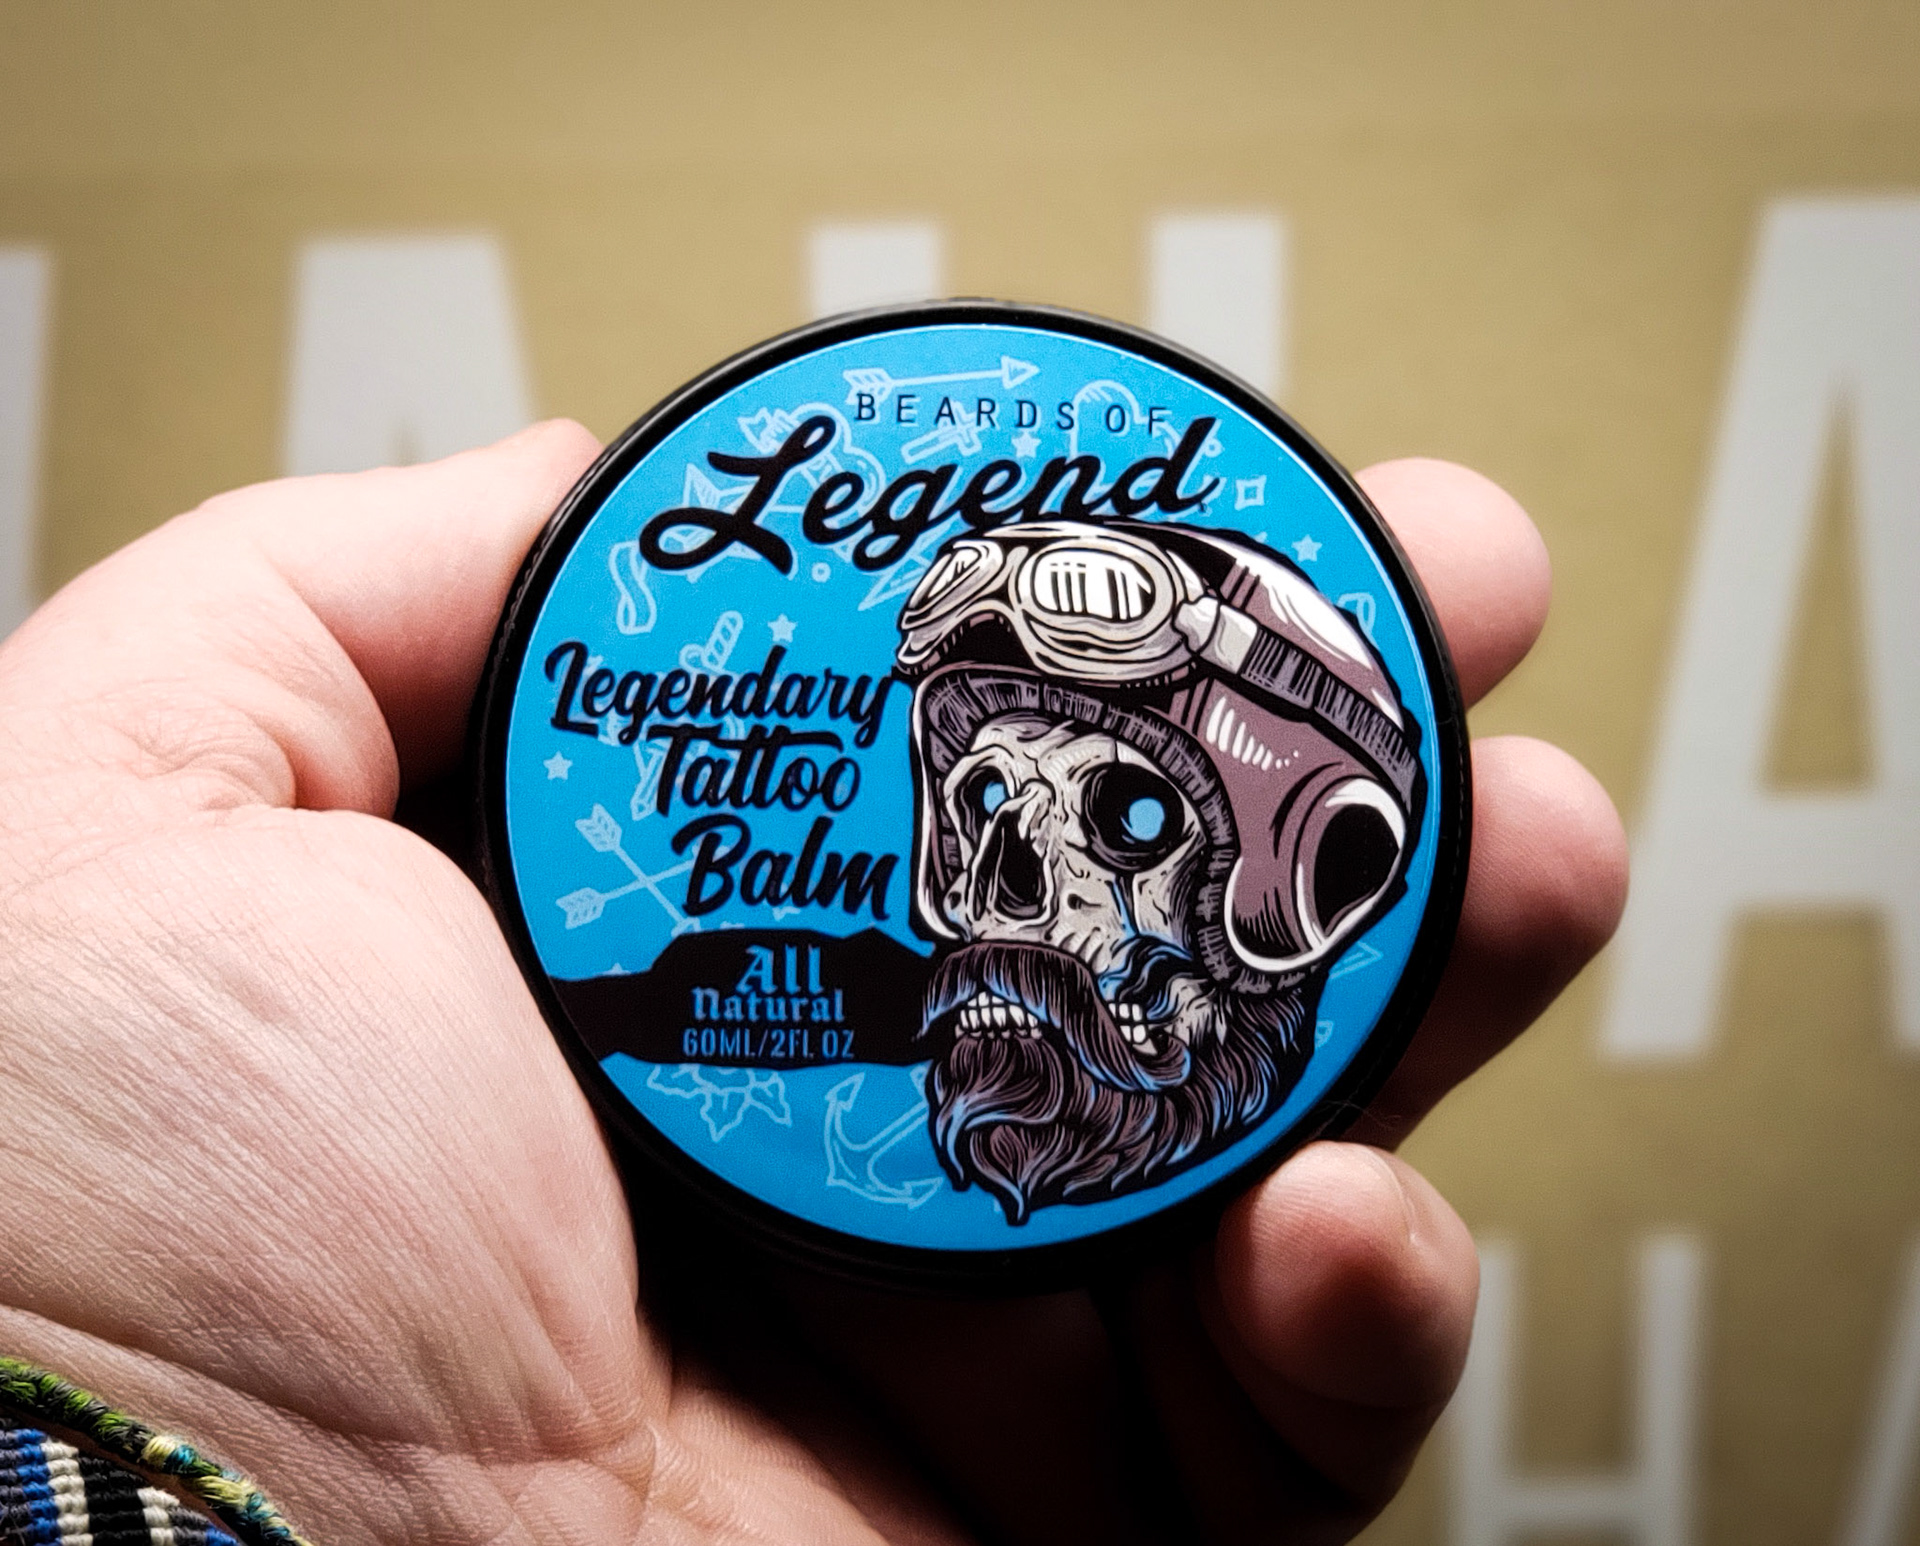 BEARDS OF
Legend
Legendary
Tattoo
Balm
All
Natural
60ML/2FL OZ